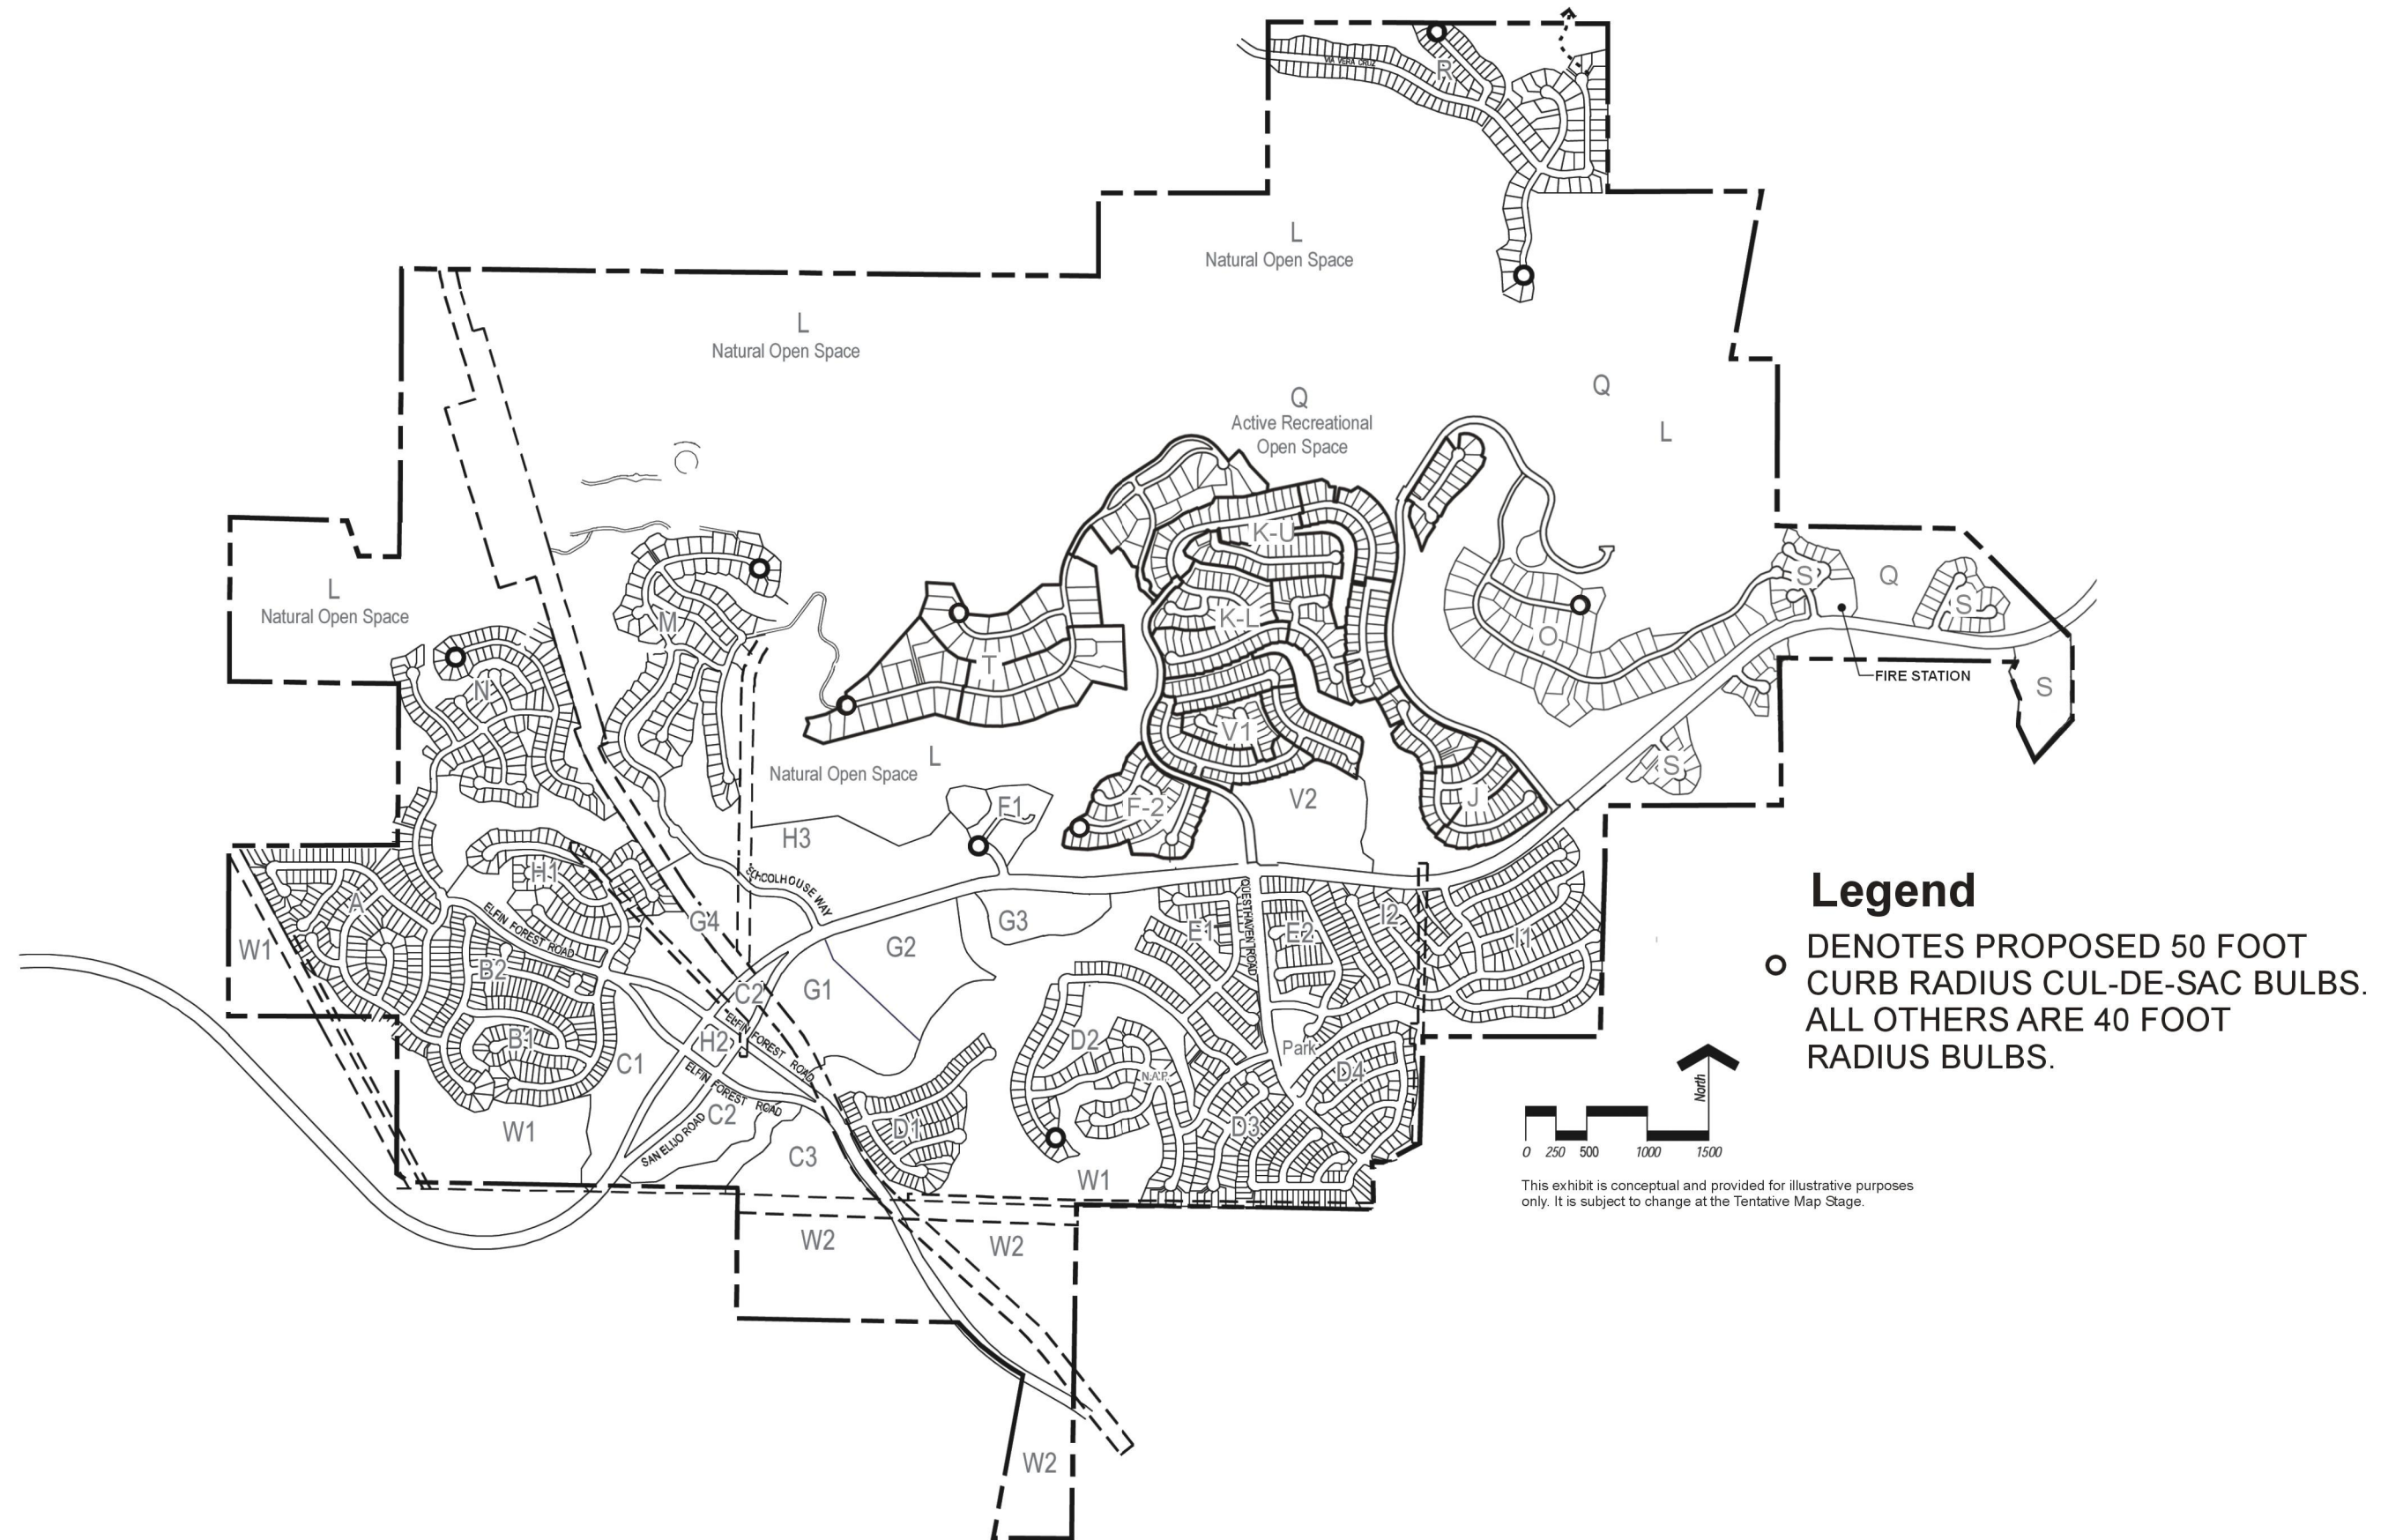 VIA VERA CRUZ
R
L
Natural Open Space
L
Natural Open Space
Q
Q
Active Recreational
Open Space
L
K-U
L
Natural Open Space
S
Q
S
M
K-L
O
T
FIRE STATION
N
S
V1
L
Natural Open Space
S
F1
F-2
V2
J
H3
H1
SCHOOLHOUSE WAY
A
G4
G3
ELFIN FOREST ROAD
QUESTHAVEN ROAD
I2
E1
E2
I1
W1
G2
B2
C2
G1
Legend
DENOTES PROPOSED 50 FOOT
CURB RADIUS CUL-DE-SAC BULBS.
ALL OTHERS ARE 40 FOOT
RADIUS BULBS.
B1
H2
ELFIN FOREST ROAD
D2
Park
C1
ELFIN FOREST ROAD
N.A.P.
D4
North
C2
SAN ELIJO ROAD
D1
D3
W1
C3
W1
0 250 500 1000 1500
This exhibit is conceptual and provided for illustrative purposes
only. It is subject to change at the Tentative Map Stage.
W2
W2
W2